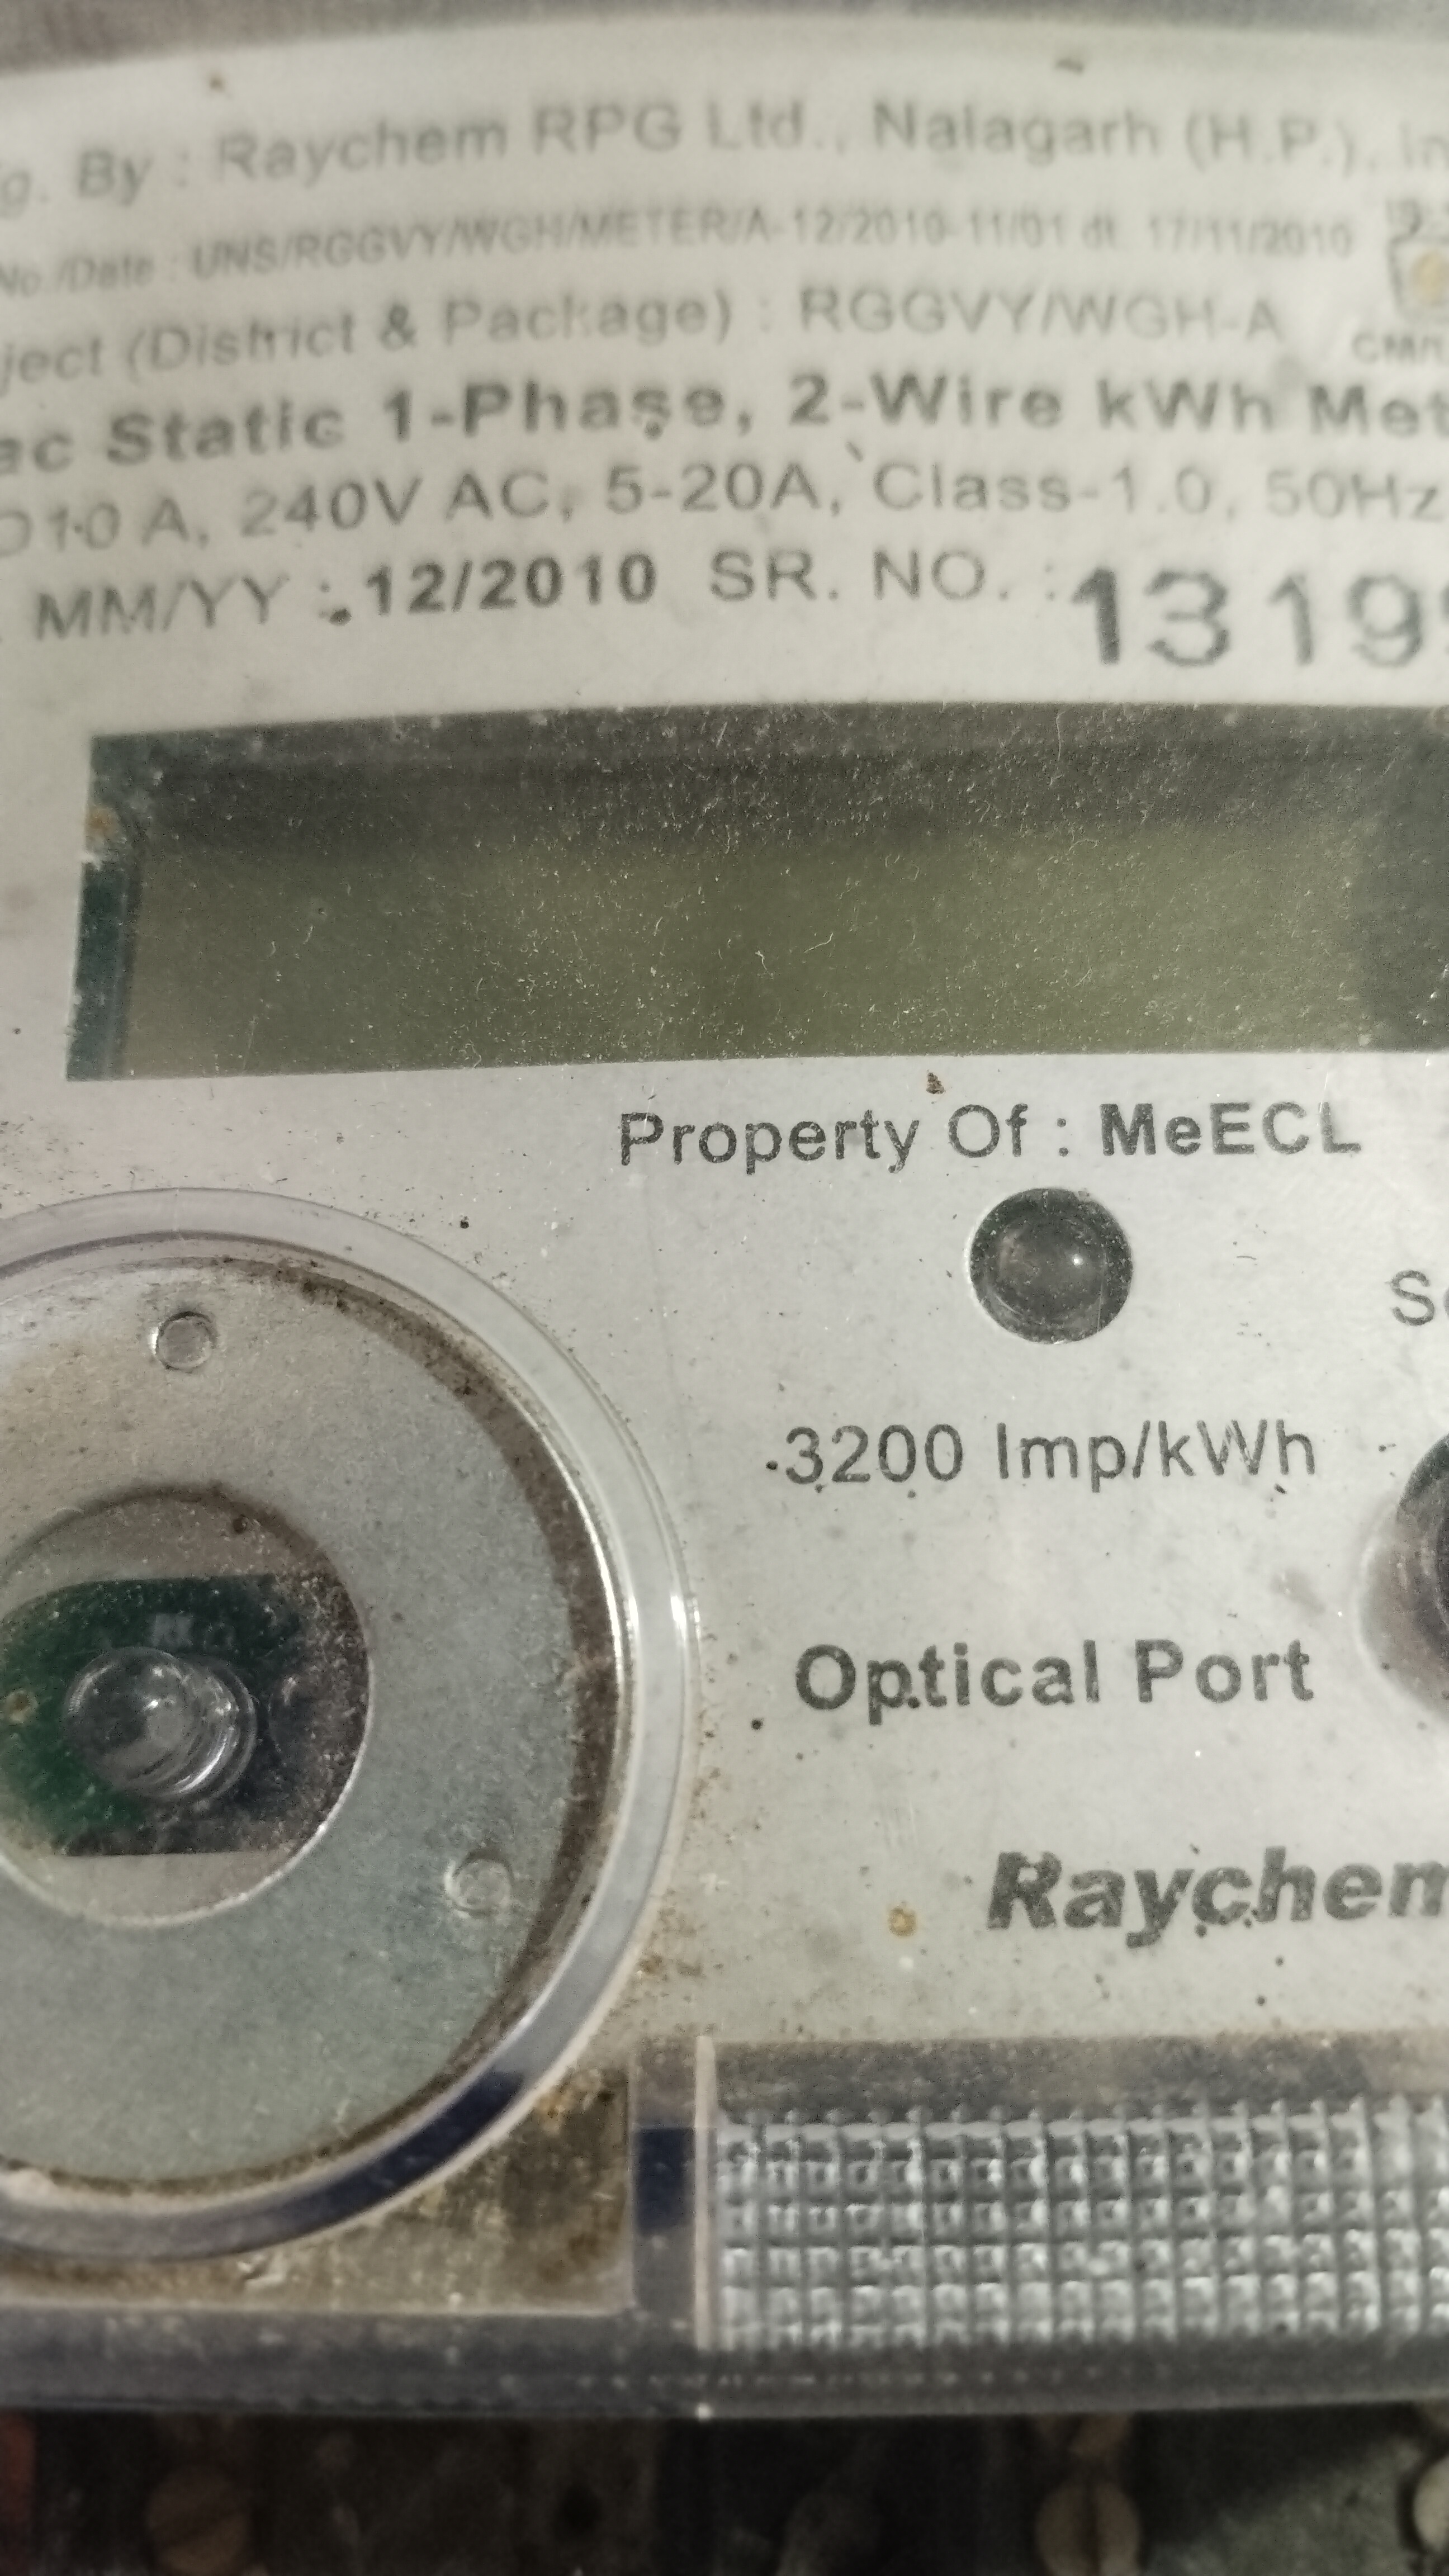 g. By : Raychem RPG Ltd., Nalagarh (H.P.), In
No./Date : UNS/RGGVY/WGH/METER/A-12/2010-11/01 dt. 17/11/2010
ject (District & Package) : RGGVY/WGH-A
CM/L
ac Static 1-Phase, 2-Wire kWh Met
10 A, 240V AC, 5-20A, Class-1.0, 50Hz
MM/YY : 12/2010 SR. NO. : 1319
Property Of : MeECL
3200 Imp/kWh
Optical Port
Raychem